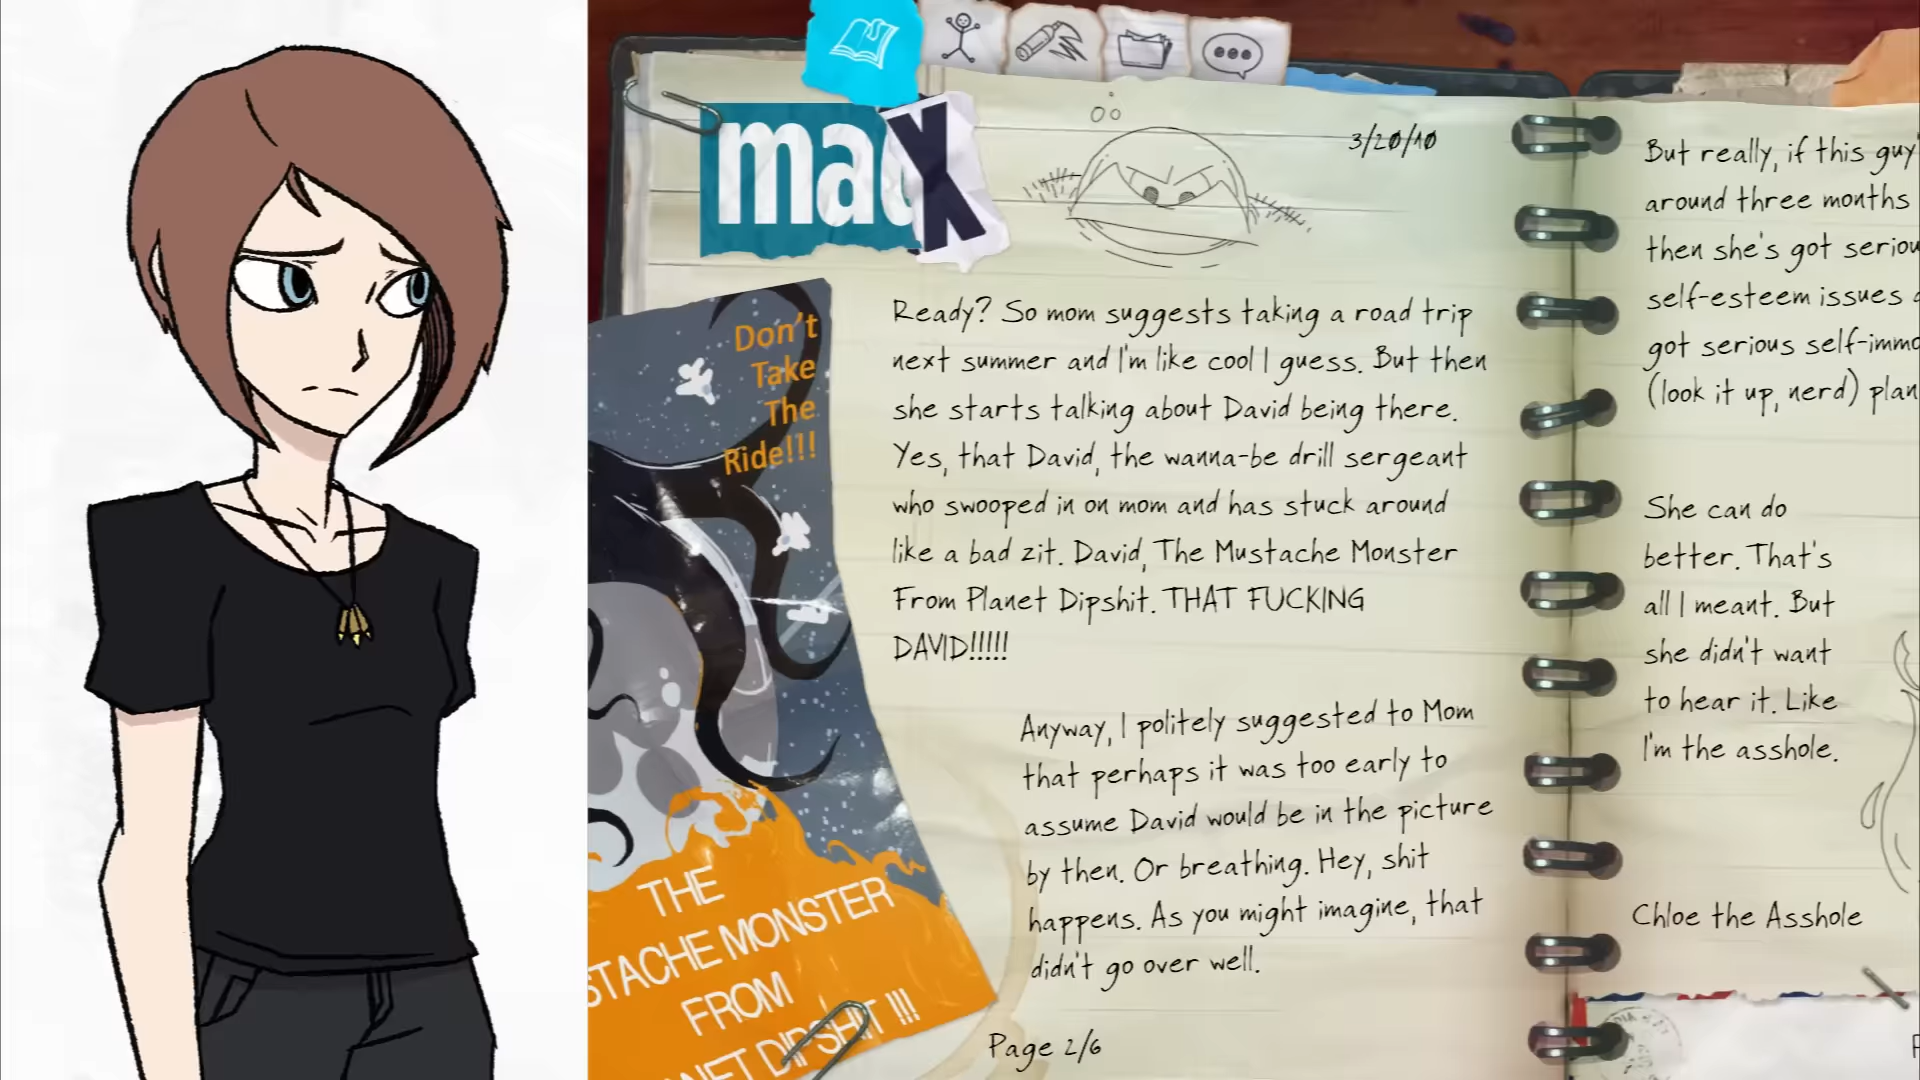 maX
3/20/10
Don't
Take
The
Ride!!!
Ready? So mom suggests taking a road trip
next summer and I'm like cool I guess. But then
she starts talking about David being there.
Yes, that David, the wanna-be drill sergeant
who swooped in on mom and has stuck around
like a bad zit. David, The Mustache Monster
From Planet Dipshit. THAT FUCKING
DAVID!!!!!
Anyway, I politely suggested to Mom
that perhaps it was too early to
assume David would be in the picture
by then. Or breathing. Hey, shit
happens. As you might imagine, that
didn't go over well.
THE
STACHE MONSTER
FROM
NET DIPSHIT !!!
Page 2/6
But really, if this guy's
around three months
then she's got seriou
self-esteem issues
got serious self-immo
(look it up, nerd) plan
She can do
better. That's
all I meant. But
she didn't want
to hear it. Like
I'm the asshole.
Chloe the Asshole